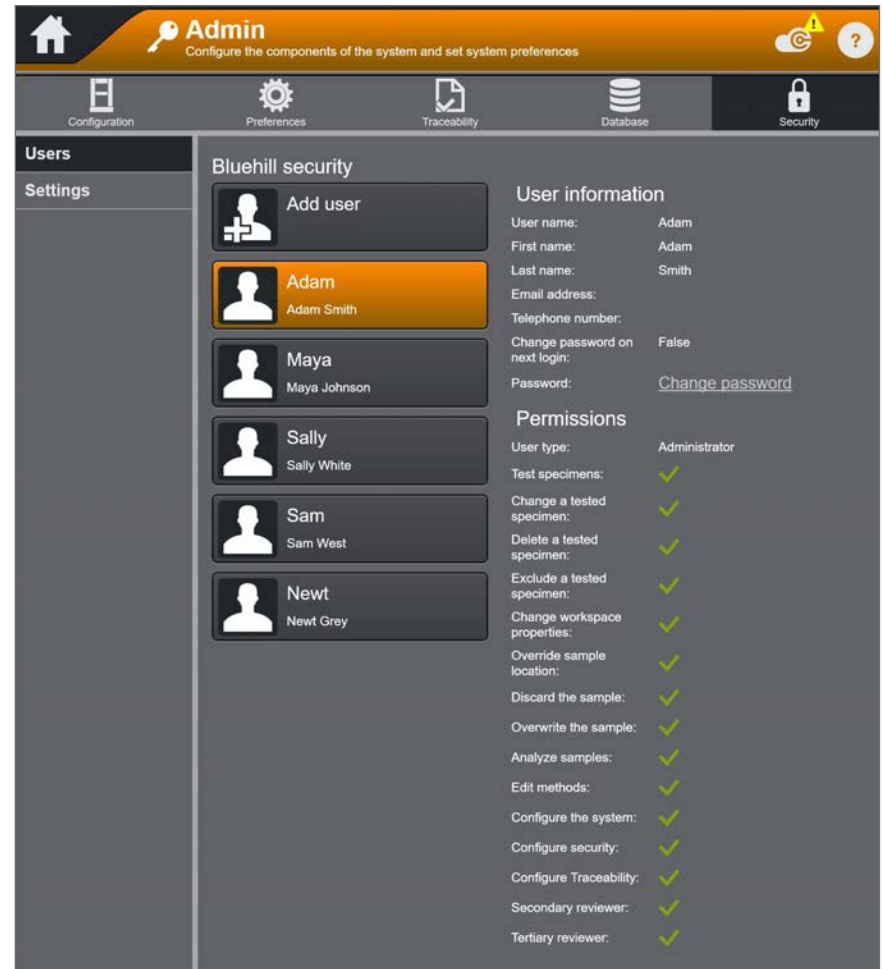 Admin
Configure the components of the system and set system preferences
?
Configuration
Preferences
Traceability
Database
Security
Users
Settings
Bluehill security
Add user
Adam
Adam Smith
Maya
Maya Johnson
Sally
Sally White
Sam
Sam West
Newt
Newt Grey
User information
User name: Adam
First name: Adam
Last name: Smith
Email address:
Telephone number:
Change password on False
next login:
Password: Change password
Permissions
User type: Administrator
Test specimens:
Change a tested
specimen:
Delete a tested
specimen:
Exclude a tested
specimen:
Change workspace
properties:
Override sample
location:
Discard the sample:
Overwrite the sample:
Analyze samples:
Edit methods:
Configure the system:
Configure security:
Configure Traceability:
Secondary reviewer:
Tertiary reviewer: